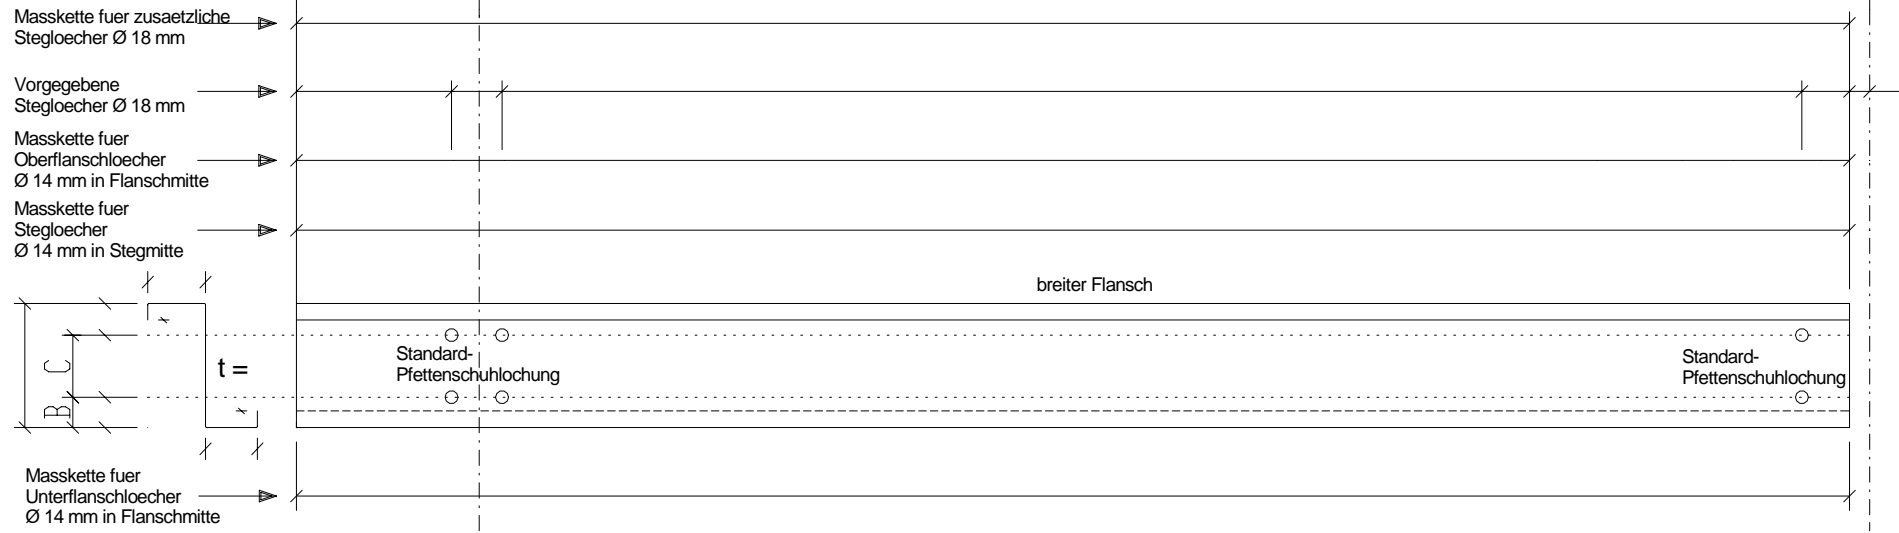 Masskette fuer zusaetzliche
Stegloecher Ø 18 mm
Vorgegebene
Stegloecher Ø 18 mm
Masskette fuer
Oberflanschloecher
Ø 14 mm in Flanschmitte
Masskette fuer
Stegloecher
Ø 14 mm in Stegmitte
breiter Flansch
C
B
t =
Standard-
Pfettenschuhlochung
Standard-
Pfettenschuhlochung
Masskette fuer
Unterflanschloecher
Ø 14 mm in Flanschmitte